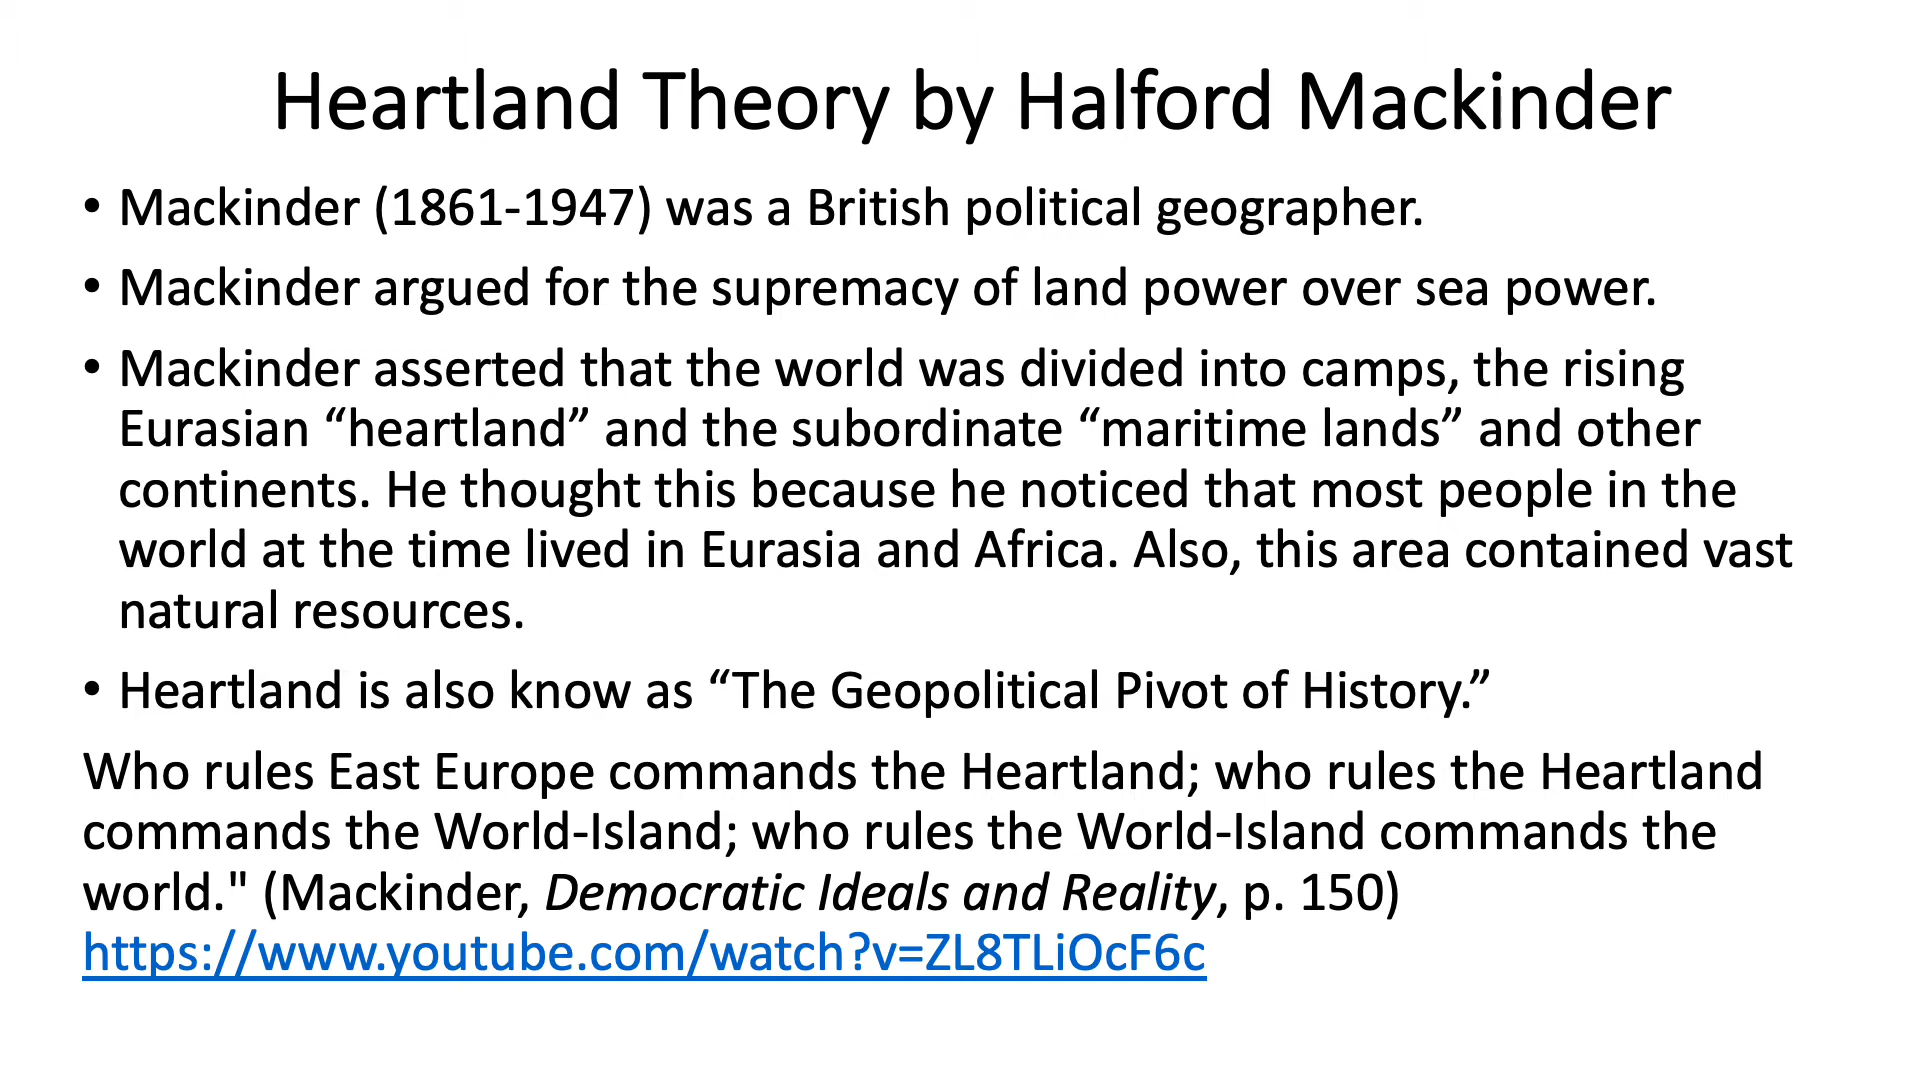 Heartland Theory by Halford Mackinder
• Mackinder (1861-1947) was a British political geographer.
• Mackinder argued for the supremacy of land power over sea power.
• Mackinder asserted that the world was divided into camps, the rising
Eurasian “heartland” and the subordinate “maritime lands” and other
continents. He thought this because he noticed that most people in the
world at the time lived in Eurasia and Africa. Also, this area contained vast
natural resources.
• Heartland is also know as “The Geopolitical Pivot of History.”
Who rules East Europe commands the Heartland; who rules the Heartland
commands the World-Island; who rules the World-Island commands the
world." (Mackinder, Democratic Ideals and Reality, p. 150)
https://www.youtube.com/watch?v=ZL8TLiOcF6c